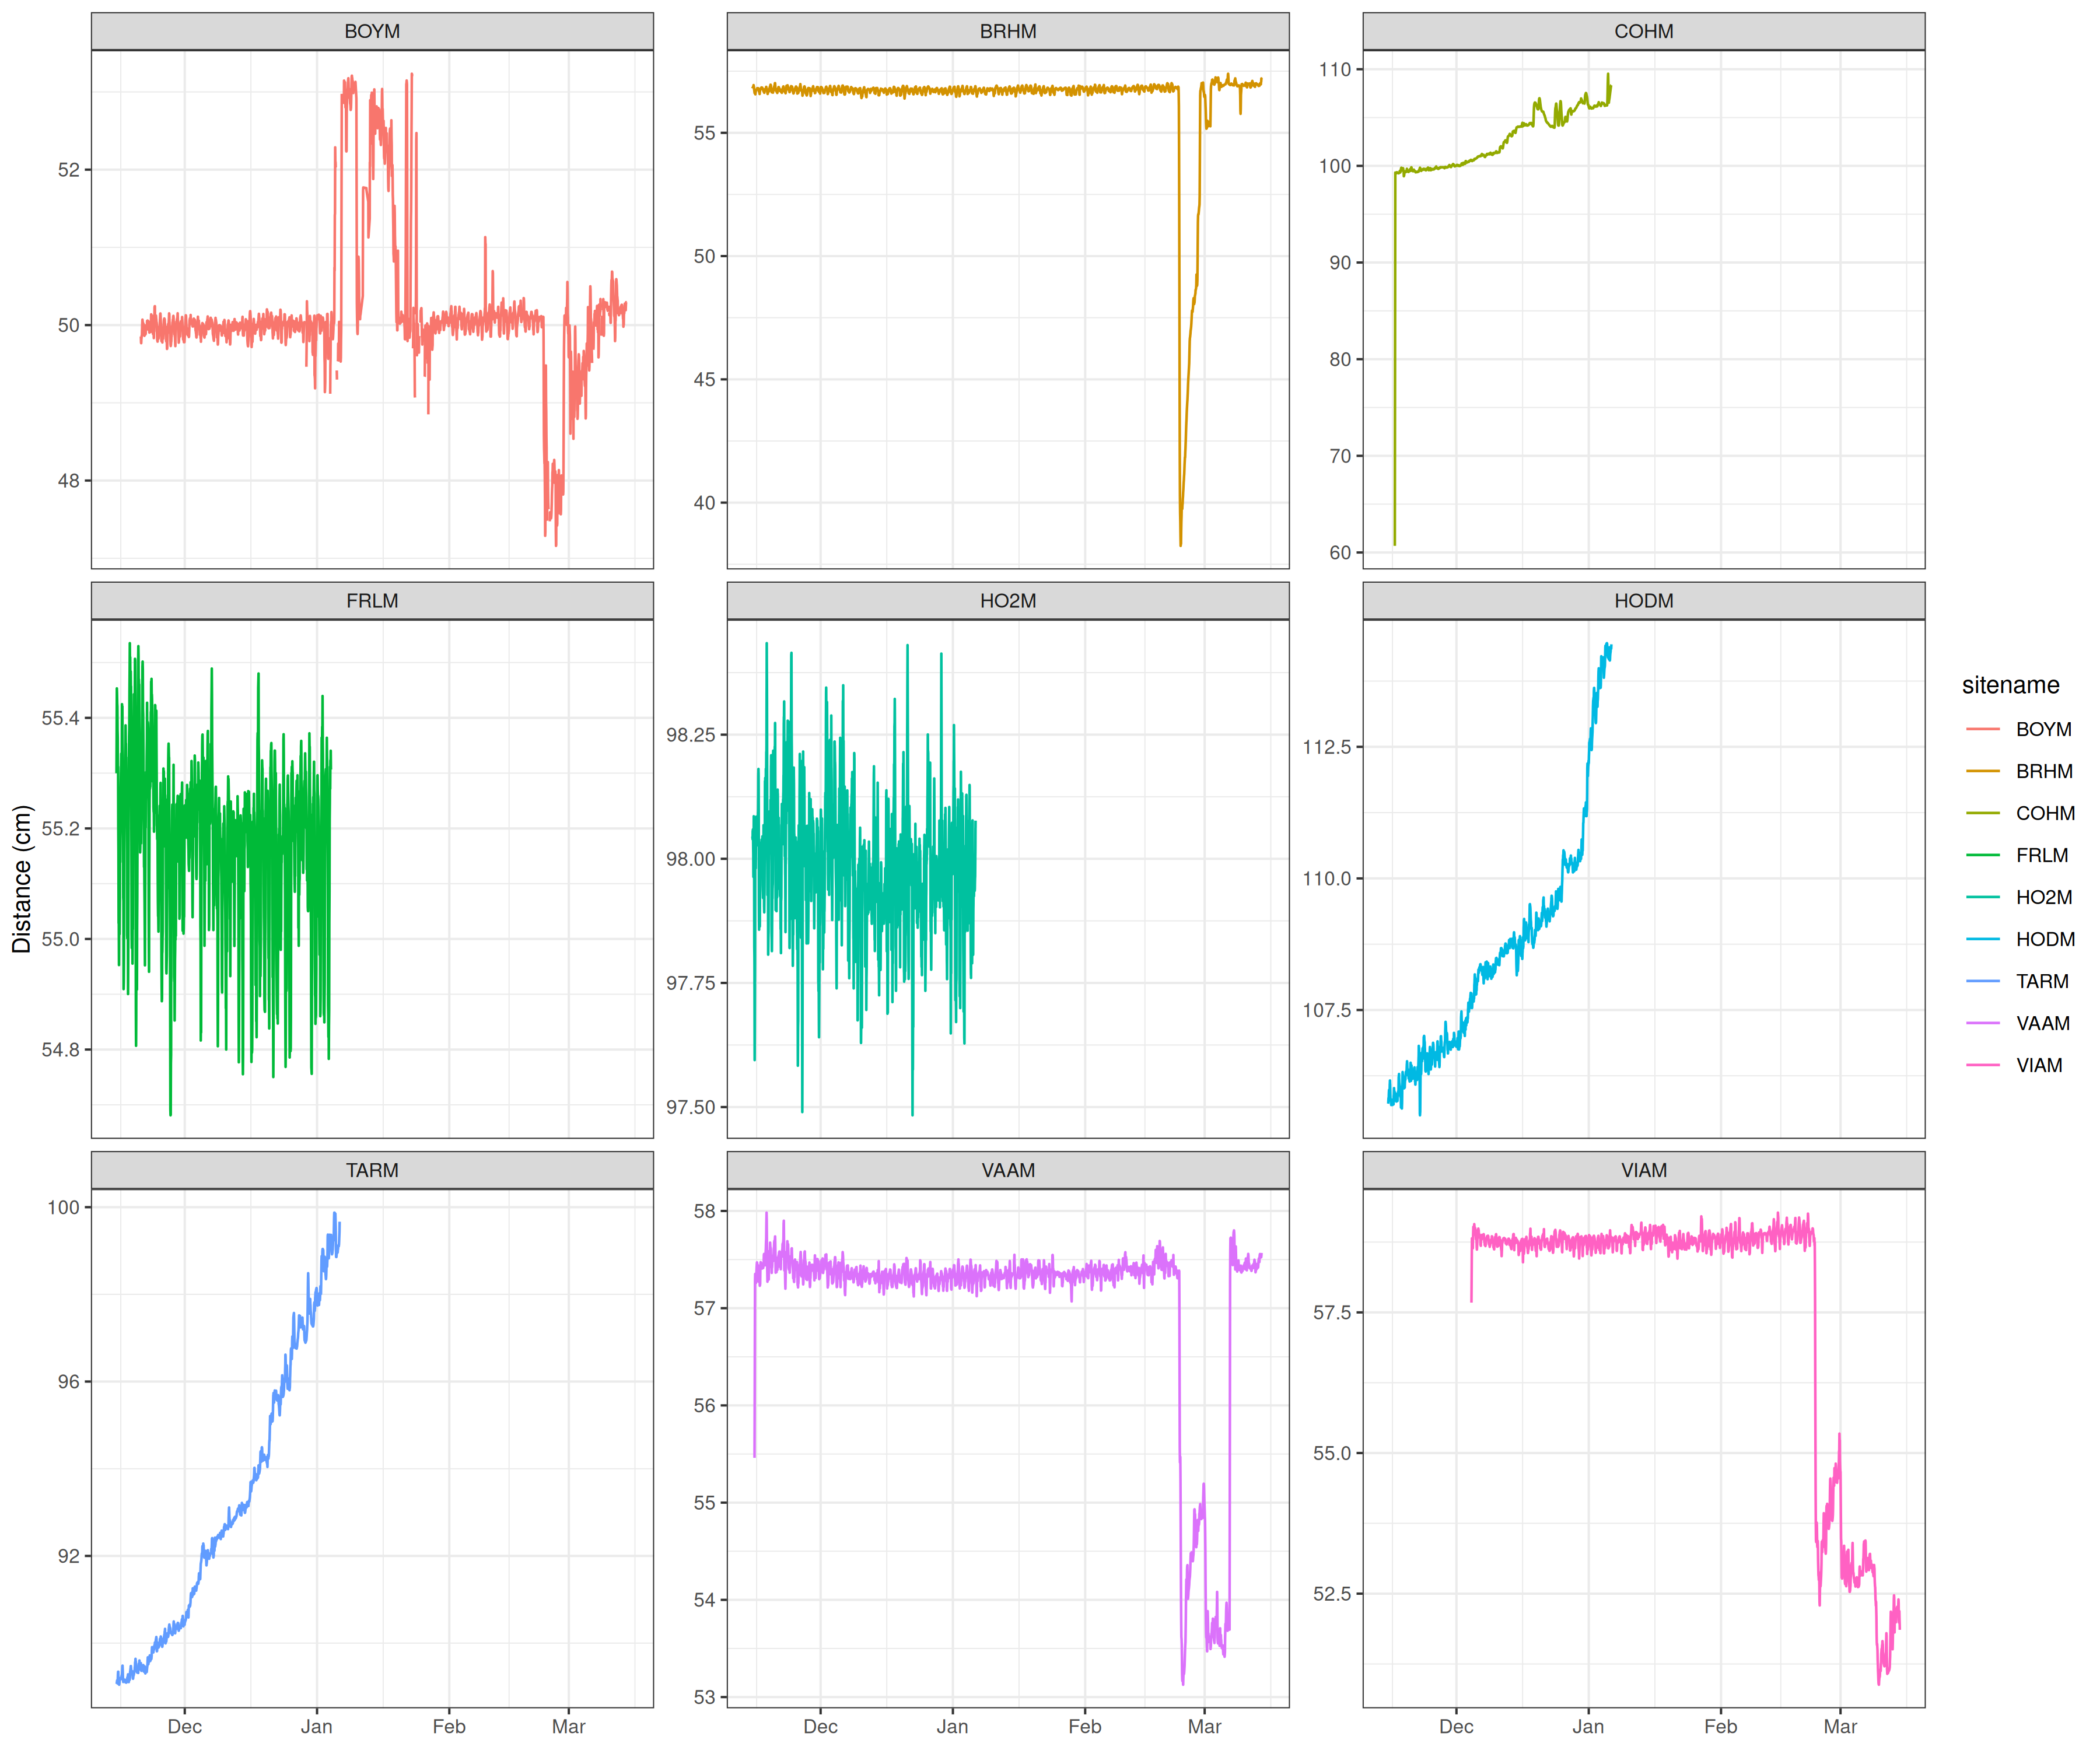 BOYM
BRHM
COHM
52
50
48
55
50
45
40
110
100
90
80
70
60
FRLM
HO2M
HODM
55.4
55.2
55.0
54.8
98.25
98.00
97.75
97.50
112.5
110.0
107.5
Distance (cm)
TARM
VAAM
VIAM
100
96
92
58
57
56
55
54
53
57.5
55.0
52.5
Dec Jan Feb Mar
Dec Jan Feb Mar
Dec Jan Feb Mar
sitename
BOYM
BRHM
COHM
FRLM
HO2M
HODM
TARM
VAAM
VIAM